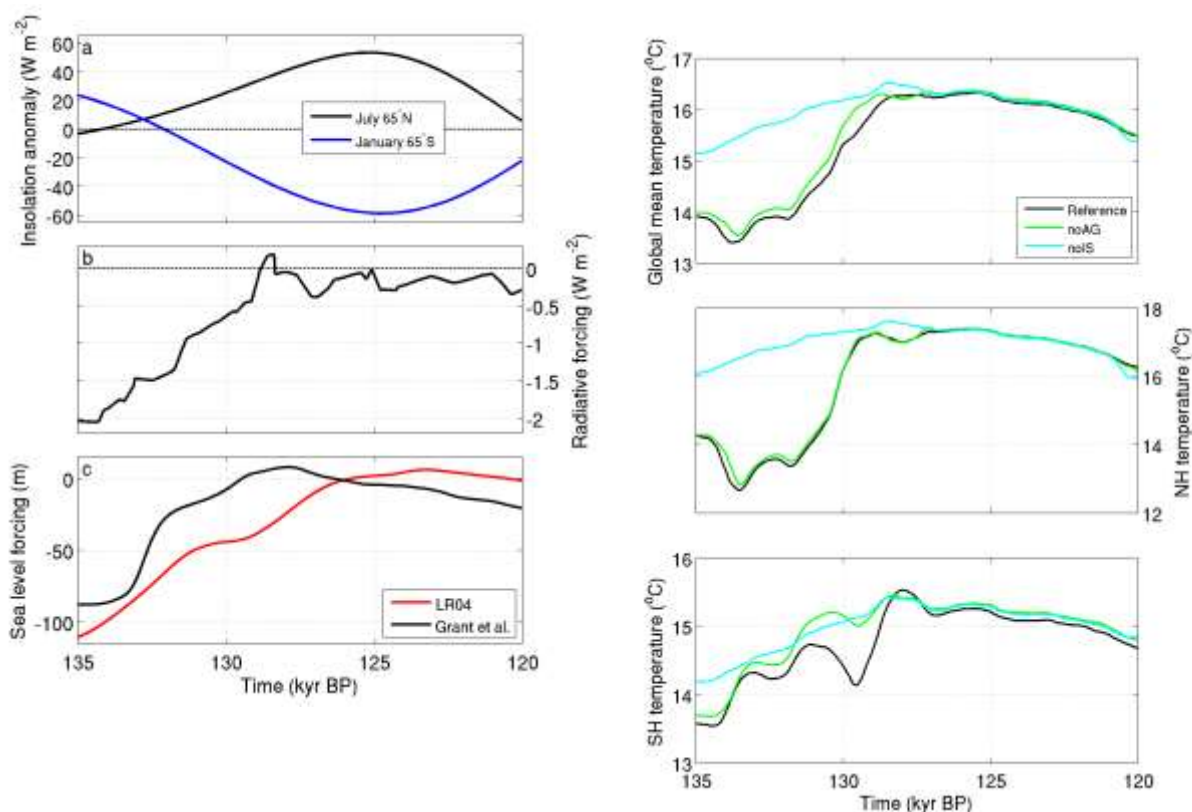 Insolation anomaly (W m⁻²)
60
40
20
0
-20
-40
-60
a
July 65°N
January 65°S
b
0
-0.5
-1
-1.5
-2
Radiative forcing (W m⁻²)
Sea level forcing (m)
0
-50
-100
c
LR04
Grant et al.
135
130
125
120
Time (kyr BP)
Global mean temperature (⁰C)
17
16
15
14
13
Reference
noAG
noIS
18
16
14
12
NH temperature (⁰C)
SH temperature (⁰C)
16
15
14
13
135
130
125
120
Time (kyr BP)